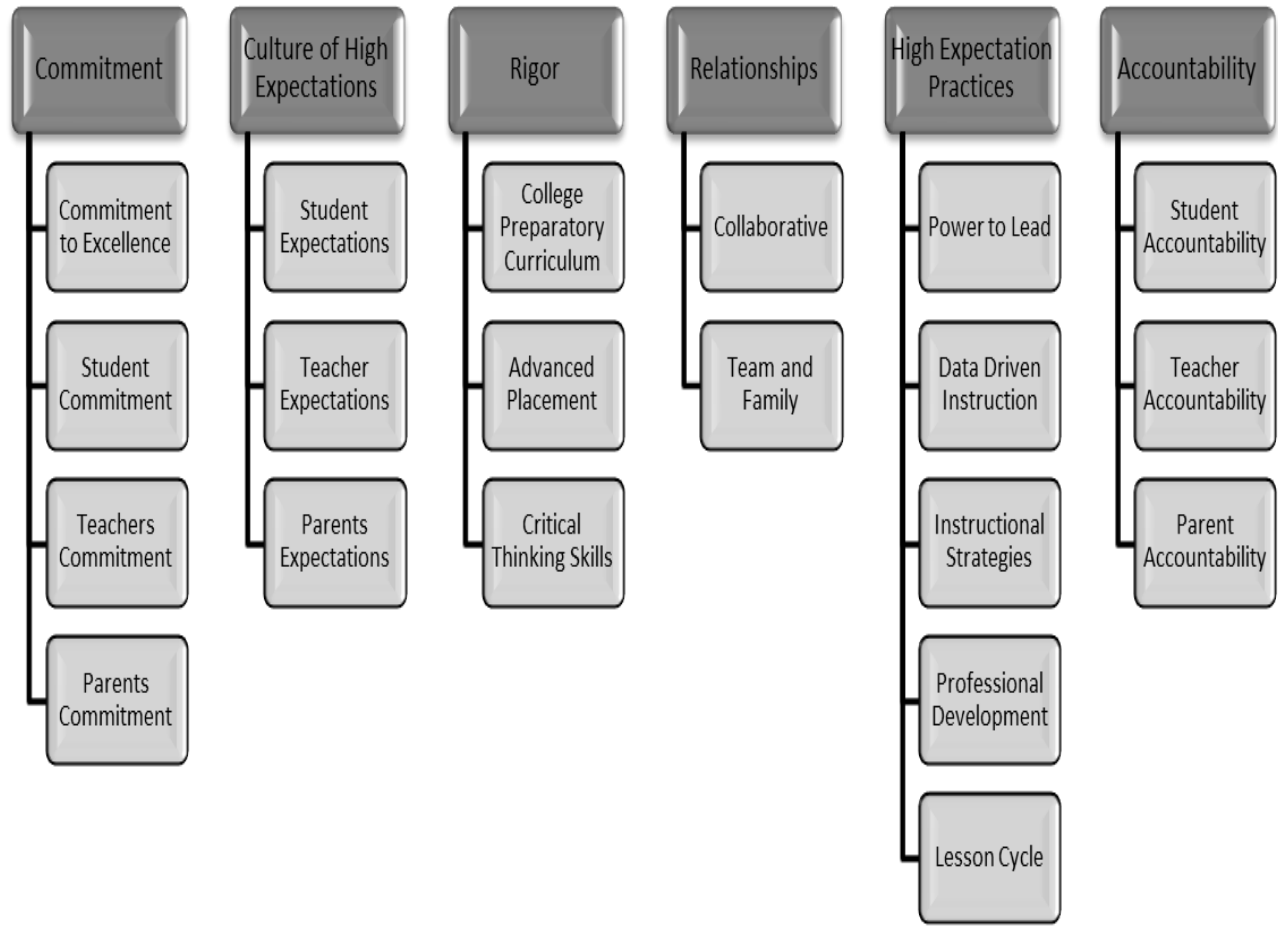 Commitment
Commitment
to Excellence
Student
Commitment
Teachers
Commitment
Parents
Commitment
Culture of High
Expectations
Student
Expectations
Teacher
Expectations
Parents
Expectations
Rigor
College
Preparatory
Curriculum
Advanced
Placement
Critical
Thinking Skills
Relationships
Collaborative
Team and
Family
High Expectation
Practices
Power to Lead
Data Driven
Instruction
Instructional
Strategies
Professional
Development
Lesson Cycle
Accountability
Student
Accountability
Teacher
Accountability
Parent
Accountability